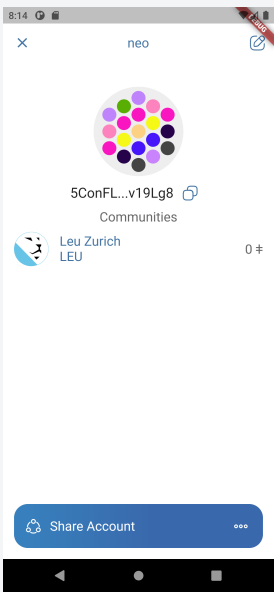 8:14
DEBUG
neo
5ConFL...v19Lg8
Communities
Leu Zurich
LEU
0 ⵐ
Share Account